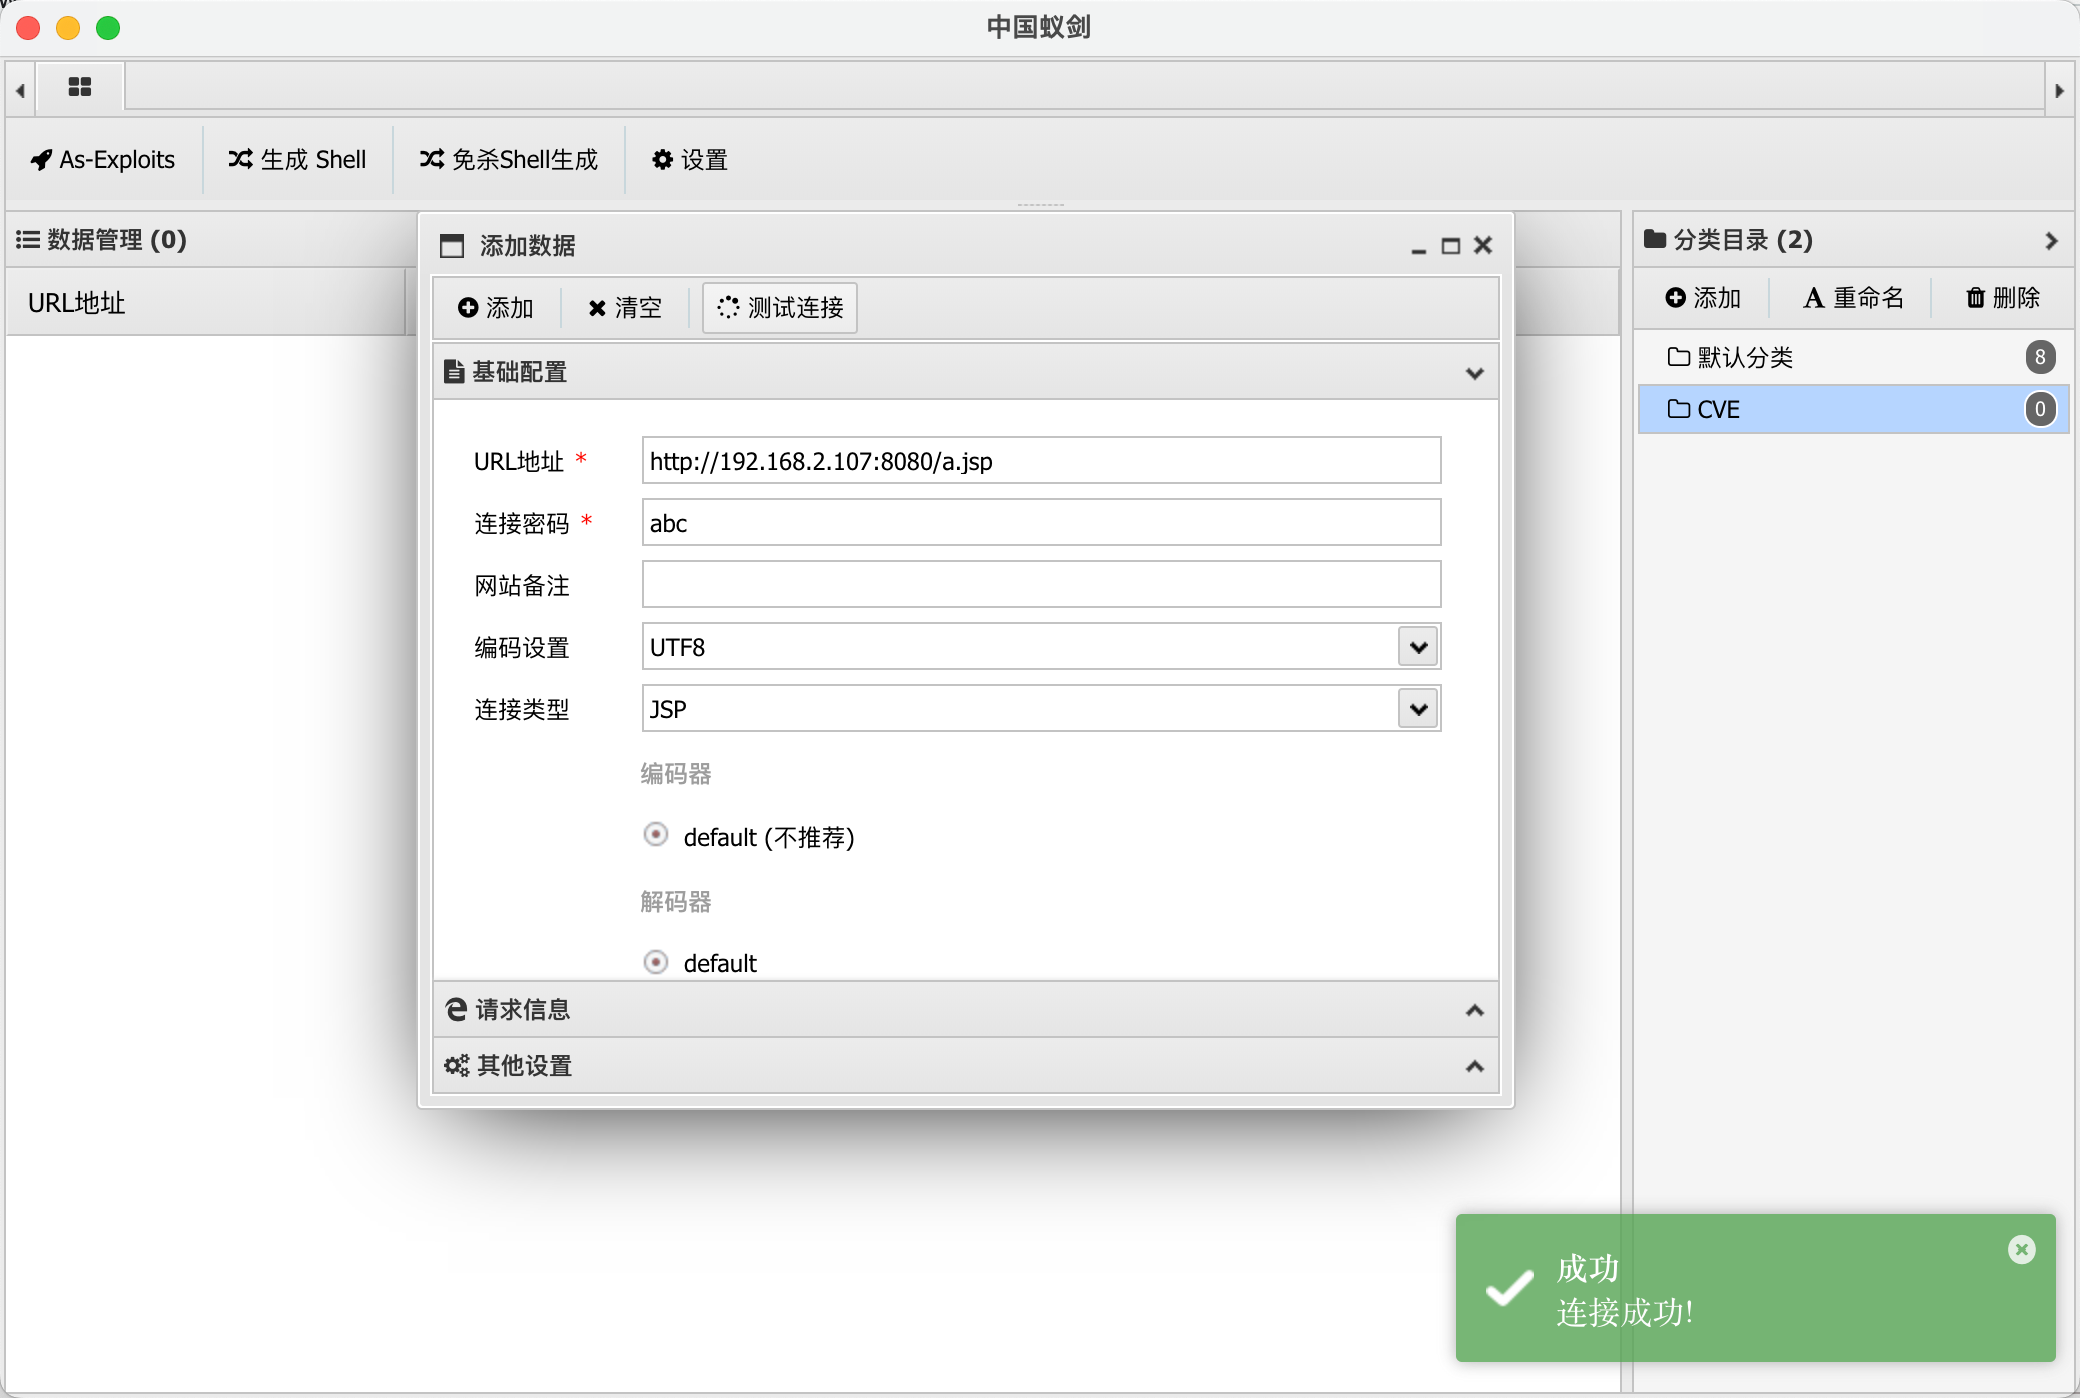 中国蚁剑
As-Exploits
生成 Shell
免杀Shell生成
设置
数据管理 (0)
URL地址
添加数据
添加
清空
测试连接
基础配置
URL地址 *
http://192.168.2.107:8080/a.jsp
连接密码 *
abc
网站备注
编码设置
UTF8
连接类型
JSP
编码器
default (不推荐)
解码器
default
请求信息
其他设置
分类目录 (2)
添加
重命名
删除
默认分类
8
CVE
0
成功
连接成功!